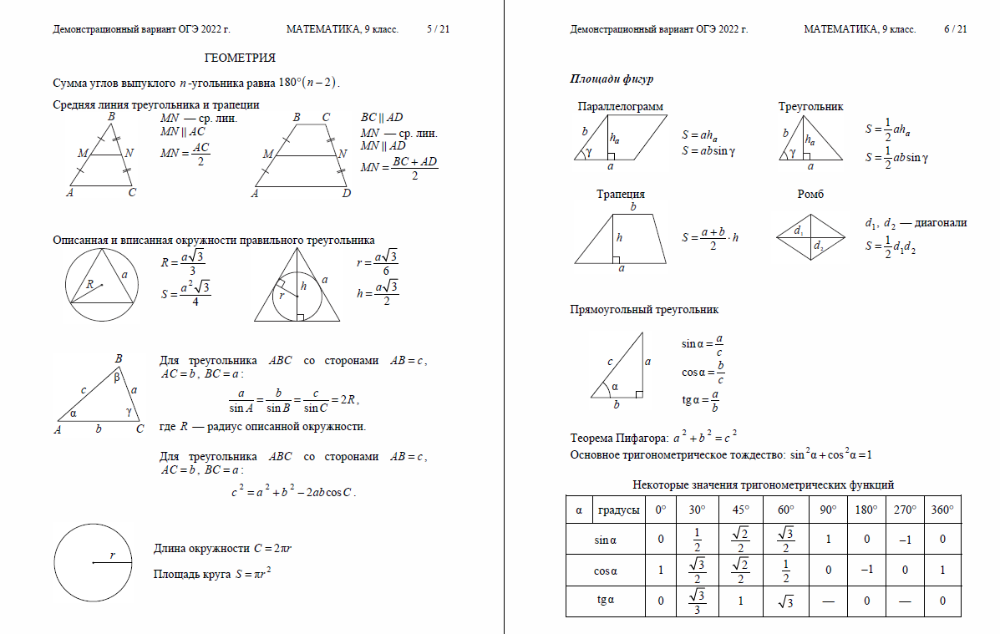 Демонстрационный вариант ОГЭ 2022 г. МАТЕМАТИКА, 9 класс. 5 / 21
ГЕОМЕТРИЯ
Сумма углов выпуклого n-угольника равна 180°(n − 2).
Средняя линия треугольника и трапеции
B
M N
A C
MN — ср. лин.
MN || AC
MN = AC/2
B C
M N
A D
BC || AD
MN — ср. лин.
MN || AD
MN = (BC + AD)/2
Описанная и вписанная окружности правильного треугольника
R a
R = a√3/3
S = a²√3/4
r h a
r = a√3/6
h = a√3/2
B
β
c a
α γ
A b C
Для треугольника ABC со сторонами AB = c,
AC = b, BC = a:
a/sin A = b/sin B = c/sin C = 2R,
где R — радиус описанной окружности.
Для треугольника ABC со сторонами AB = c,
AC = b, BC = a:
c² = a² + b² − 2ab cos C.
r
Длина окружности C = 2πr
Площадь круга S = πr²
Демонстрационный вариант ОГЭ 2022 г. МАТЕМАТИКА, 9 класс. 6 / 21
Площади фигур
Параллелограмм
b hₐ
γ
a
S = ahₐ
S = ab sin γ
Треугольник
b hₐ
γ
a
S = 1/2 ahₐ
S = 1/2 ab sin γ
Трапеция
b
h
a
S = (a + b)/2 · h
Ромб
d₁
d₂
d₁, d₂ — диагонали
S = 1/2 d₁d₂
Прямоугольный треугольник
c a
α
b
sin α = a/c
cos α = b/c
tg α = a/b
Теорема Пифагора: a² + b² = c²
Основное тригонометрическое тождество: sin²α + cos²α = 1
Некоторые значения тригонометрических функций
α градусы 0° 30° 45° 60° 90° 180° 270° 360°
sin α 0 1/2 √2/2 √3/2 1 0 −1 0
cos α 1 √3/2 √2/2 1/2 0 −1 0 1
tg α 0 √3/3 1 √3 — 0 — 0